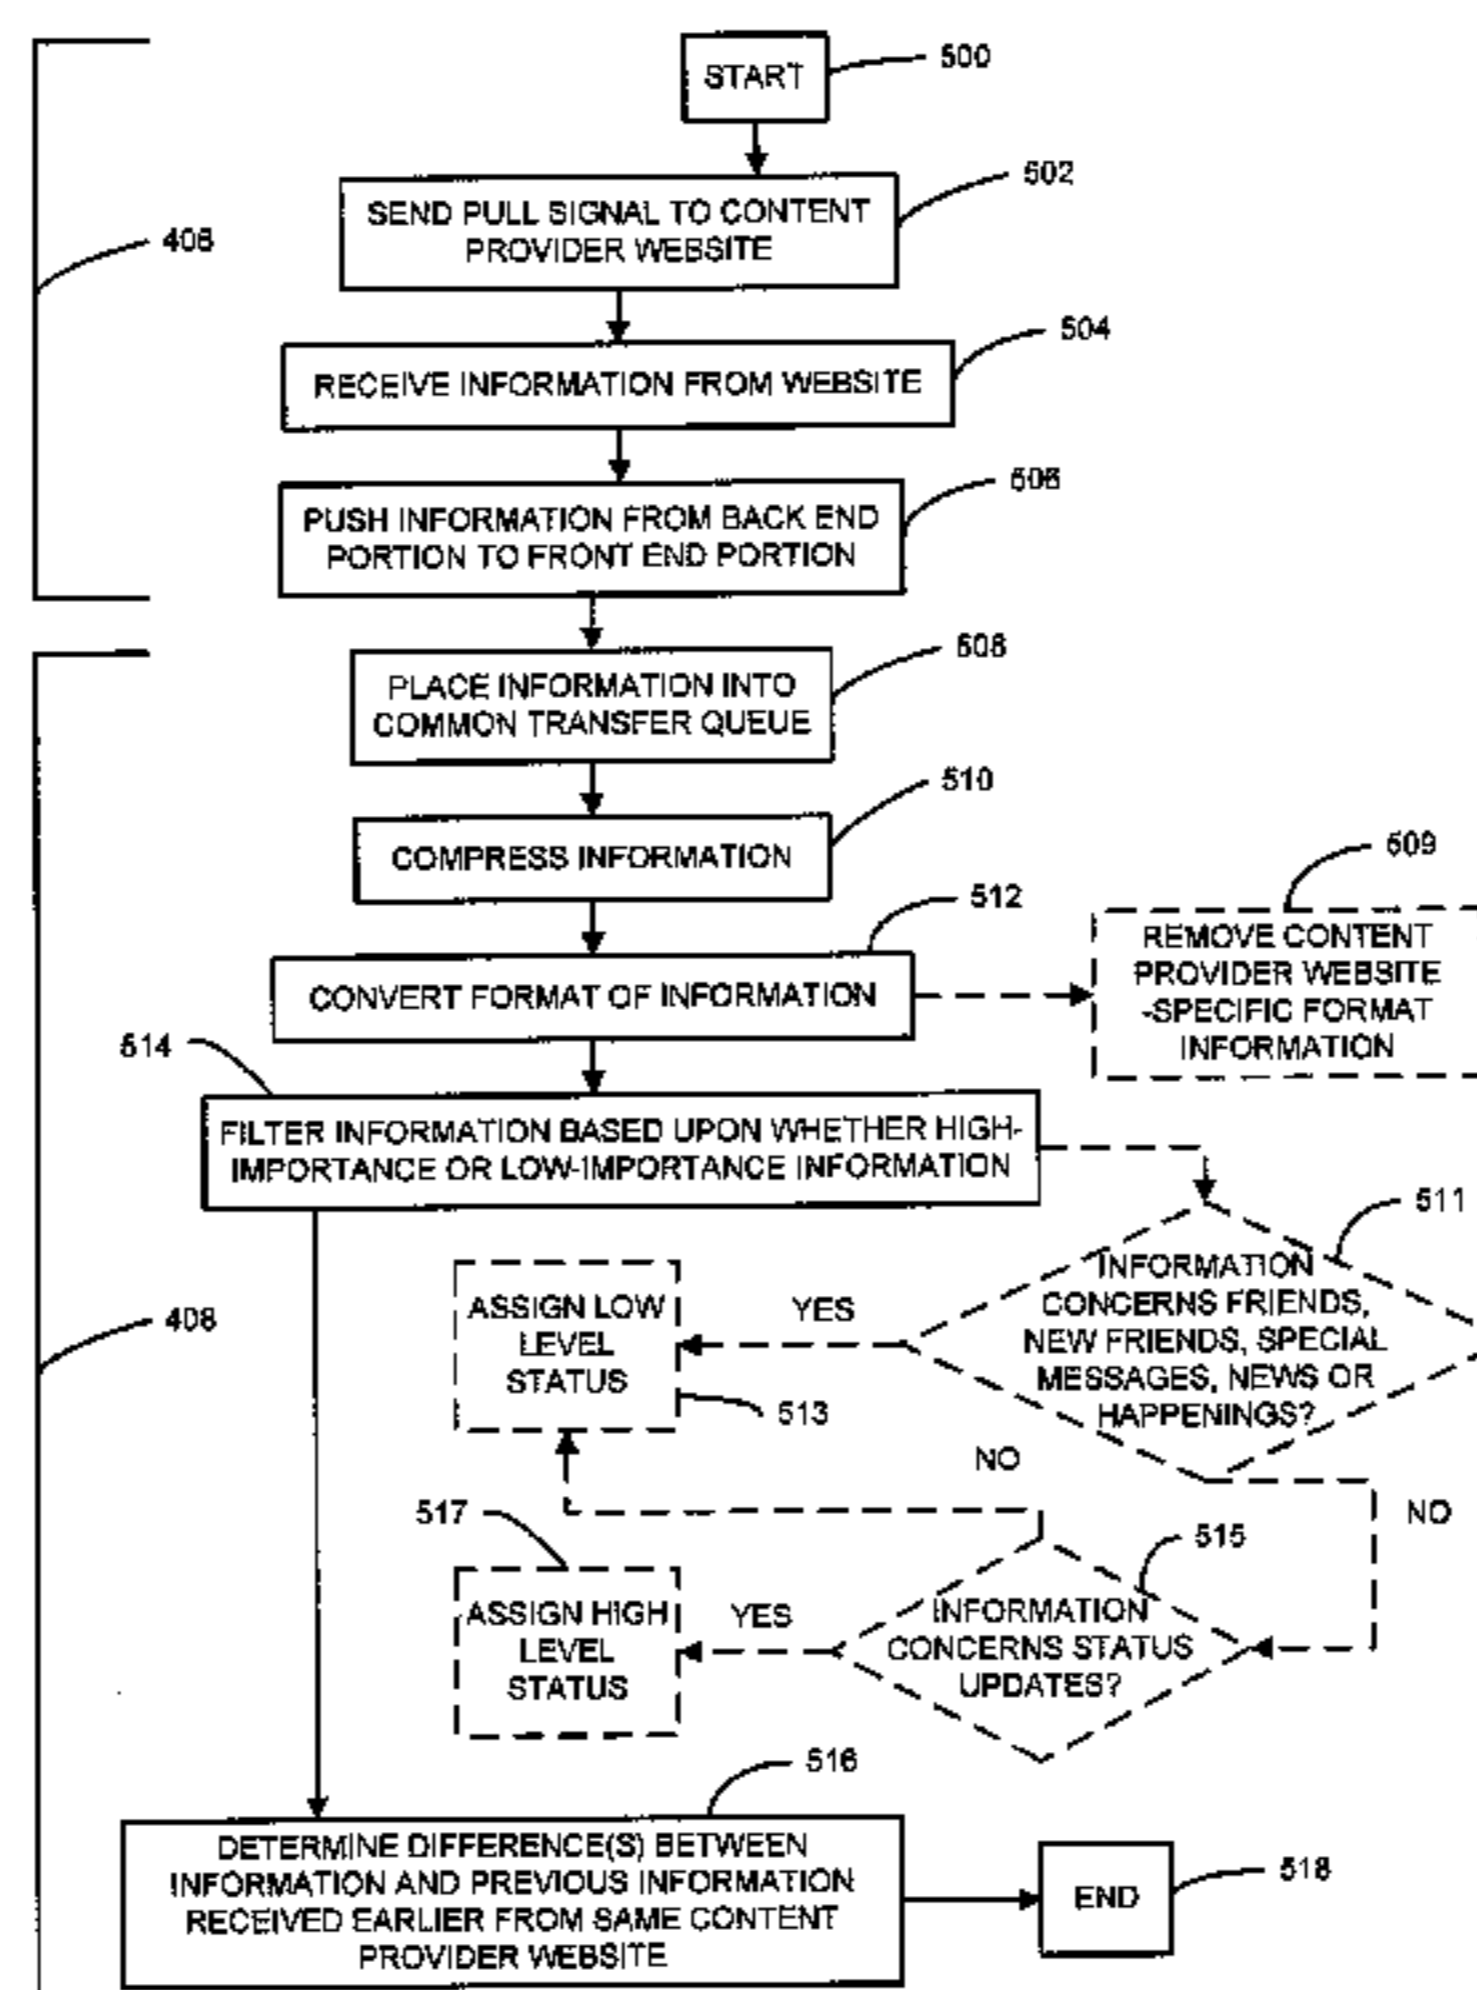 START
500
502
SEND PULL SIGNAL TO CONTENT
PROVIDER WEBSITE
406
504
RECEIVE INFORMATION FROM WEBSITE
506
PUSH INFORMATION FROM BACK END
PORTION TO FRONT END PORTION
508
PLACE INFORMATION INTO
COMMON TRANSFER QUEUE
510
COMPRESS INFORMATION
509
512
REMOVE CONTENT
PROVIDER WEBSITE
-SPECIFIC FORMAT
INFORMATION
CONVERT FORMAT OF INFORMATION
514
FILTER INFORMATION BASED UPON WHETHER HIGH-
IMPORTANCE OR LOW-IMPORTANCE INFORMATION
511
INFORMATION
CONCERNS FRIENDS,
NEW FRIENDS, SPECIAL
MESSAGES, NEWS OR
HAPPENINGS?
YES
ASSIGN LOW
LEVEL
STATUS
408
513
NO
NO
517
515
ASSIGN HIGH
LEVEL
STATUS
YES
INFORMATION
CONCERNS STATUS
UPDATES?
516
DETERMINE DIFFERENCE(S) BETWEEN
INFORMATION AND PREVIOUS INFORMATION
RECEIVED EARLIER FROM SAME CONTENT
PROVIDER WEBSITE
END
518